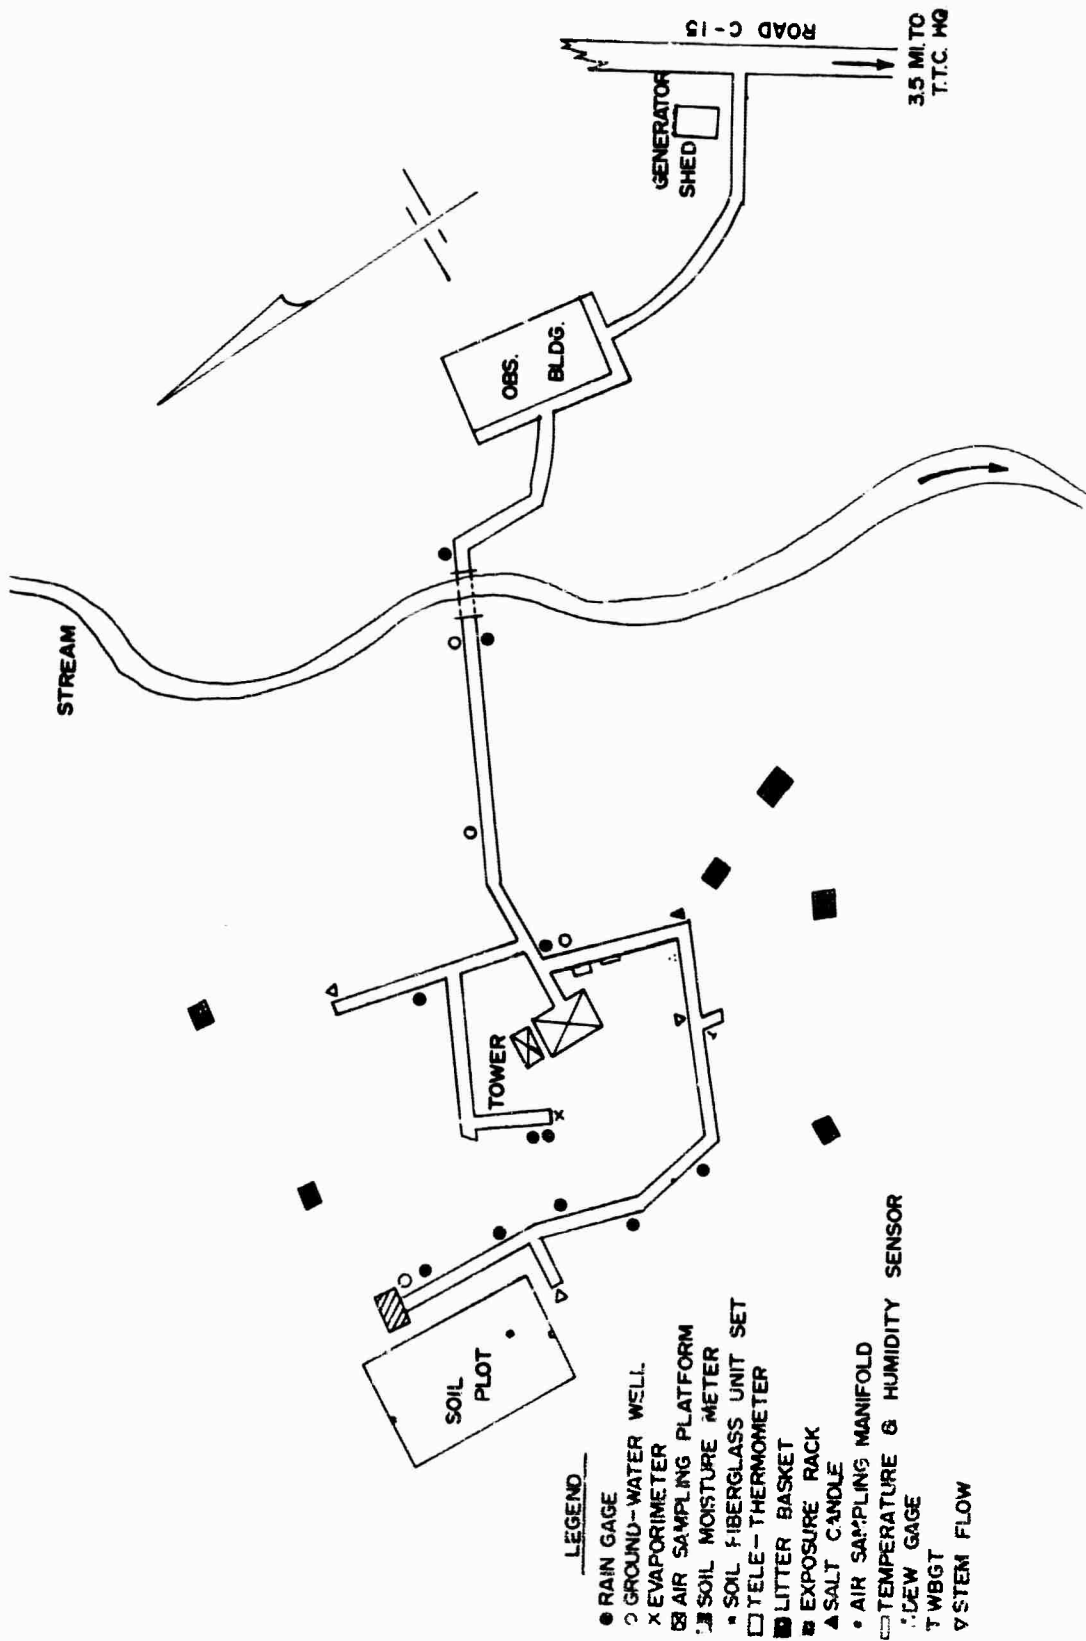 STREAM
ROAD C-15
3.5 MI. TO
T.T.C. HQ
GENERATOR
SHED
OBS.
BLDG.
TOWER
SOIL
PLOT
LEGEND
RAIN GAGE
GROUND-WATER WELL
X EVAPORIMETER
AIR SAMPLING PLATFORM
SOIL MOISTURE METER
SOIL FIBERGLASS UNIT SET
TELE-THERMOMETER
LITTER BASKET
EXPOSURE RACK
SALT CANDLE
AIR SAMPLING MANIFOLD
TEMPERATURE & HUMIDITY SENSOR
DEW GAGE
T WBGT
STEM FLOW